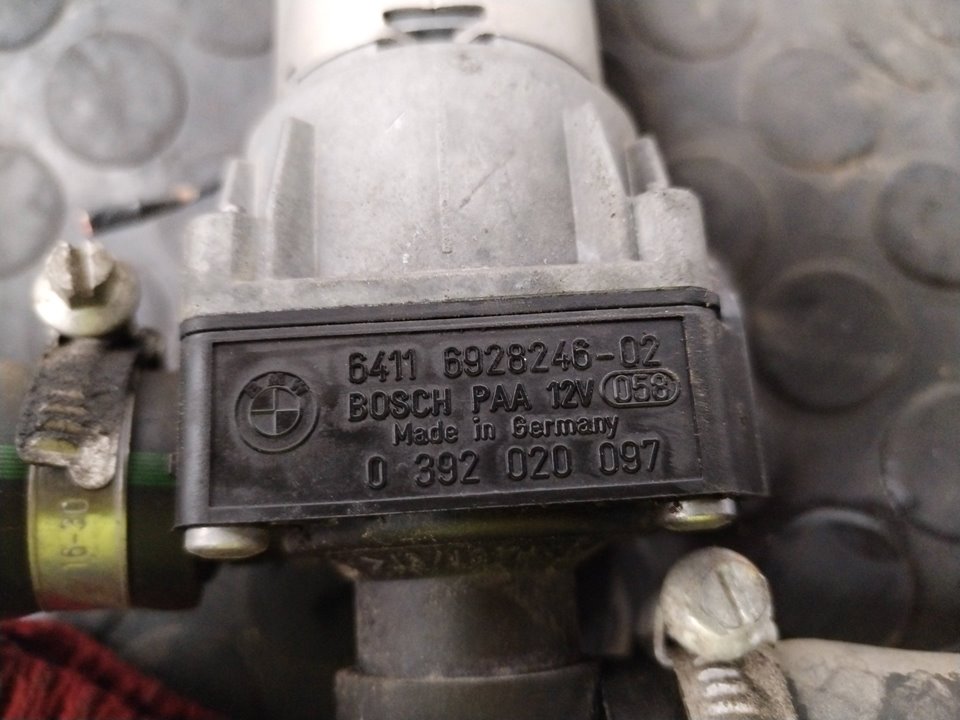 BMW
6411 6928246-02
BOSCH PAA 12V 058
Made in Germany
0 392 020 097
16-30